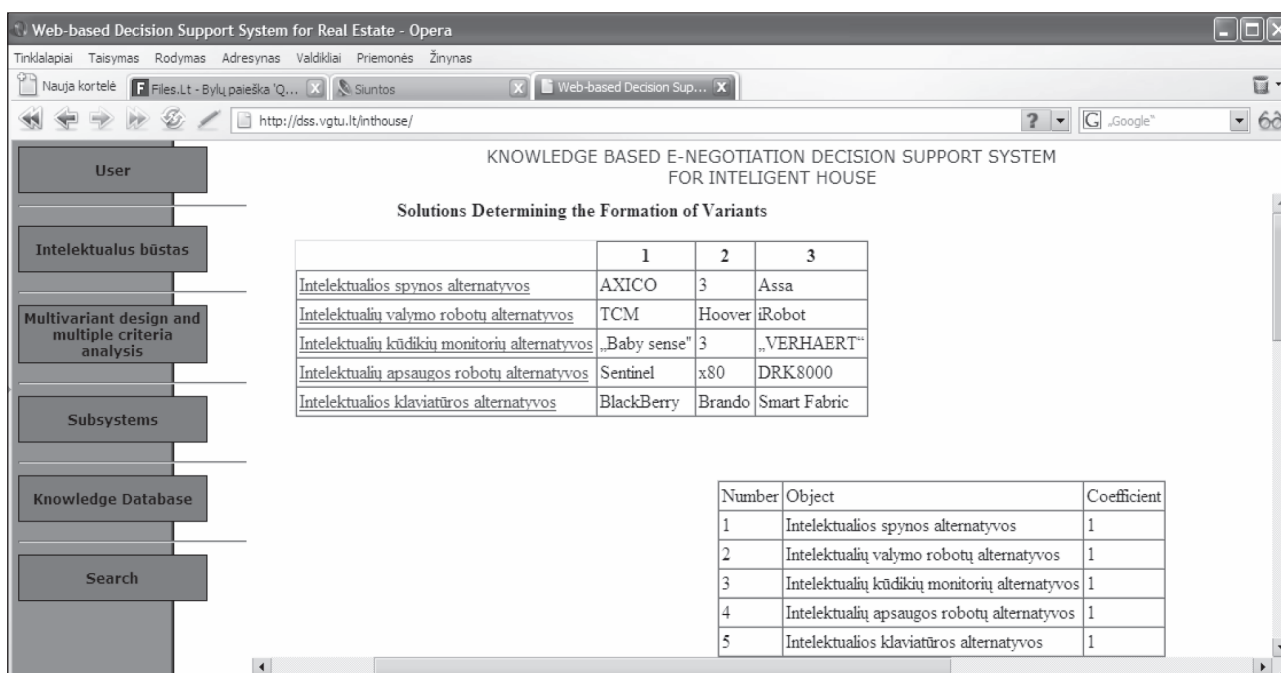 Web-based Decision Support System for Real Estate - Opera
Tinklalapiai Taisymas Rodymas Adresynas Valdikliai Priemonės Žinynas
Nauja kortelė Files.Lt - Bylų paieška 'Q... Siuntos Web-based Decision Sup...
http://dss.vgtu.lt/inthouse/ ? G „Google"
KNOWLEDGE BASED E-NEGOTIATION DECISION SUPPORT SYSTEM
FOR INTELIGENT HOUSE
User
Intelektualus būstas
Multivariant design and
multiple criteria
analysis
Subsystems
Knowledge Database
Search
Solutions Determining the Formation of Variants
1 2 3
Intelektualios spynos alternatyvos AXICO 3 Assa
Intelektualių valymo robotų alternatyvos TCM Hoover iRobot
Intelektualių kūdikių monitorių alternatyvos „Baby sense" 3 „VERHAERT“
Intelektualių apsaugos robotų alternatyvos Sentinel x80 DRK8000
Intelektualios klaviatūros alternatyvos BlackBerry Brando Smart Fabric
Number Object Coefficient
1 Intelektualios spynos alternatyvos 1
2 Intelektualių valymo robotų alternatyvos 1
3 Intelektualių kūdikių monitorių alternatyvos 1
4 Intelektualių apsaugos robotų alternatyvos 1
5 Intelektualios klaviatūros alternatyvos 1